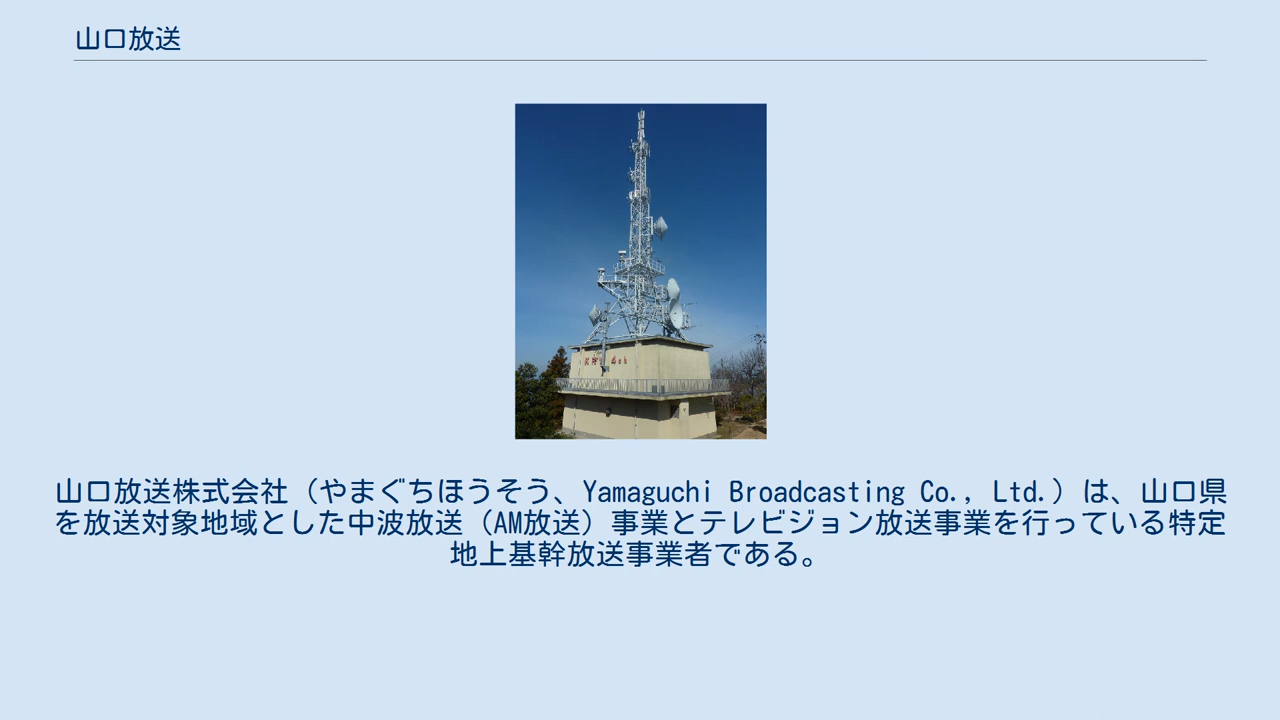 山口放送
山口放送株式会社（やまぐちほうそう、Yamaguchi Broadcasting Co., Ltd.）は、山口県
を放送対象地域とした中波放送（AM放送）事業とテレビジョン放送事業を行っている特定
地上基幹放送事業者である。